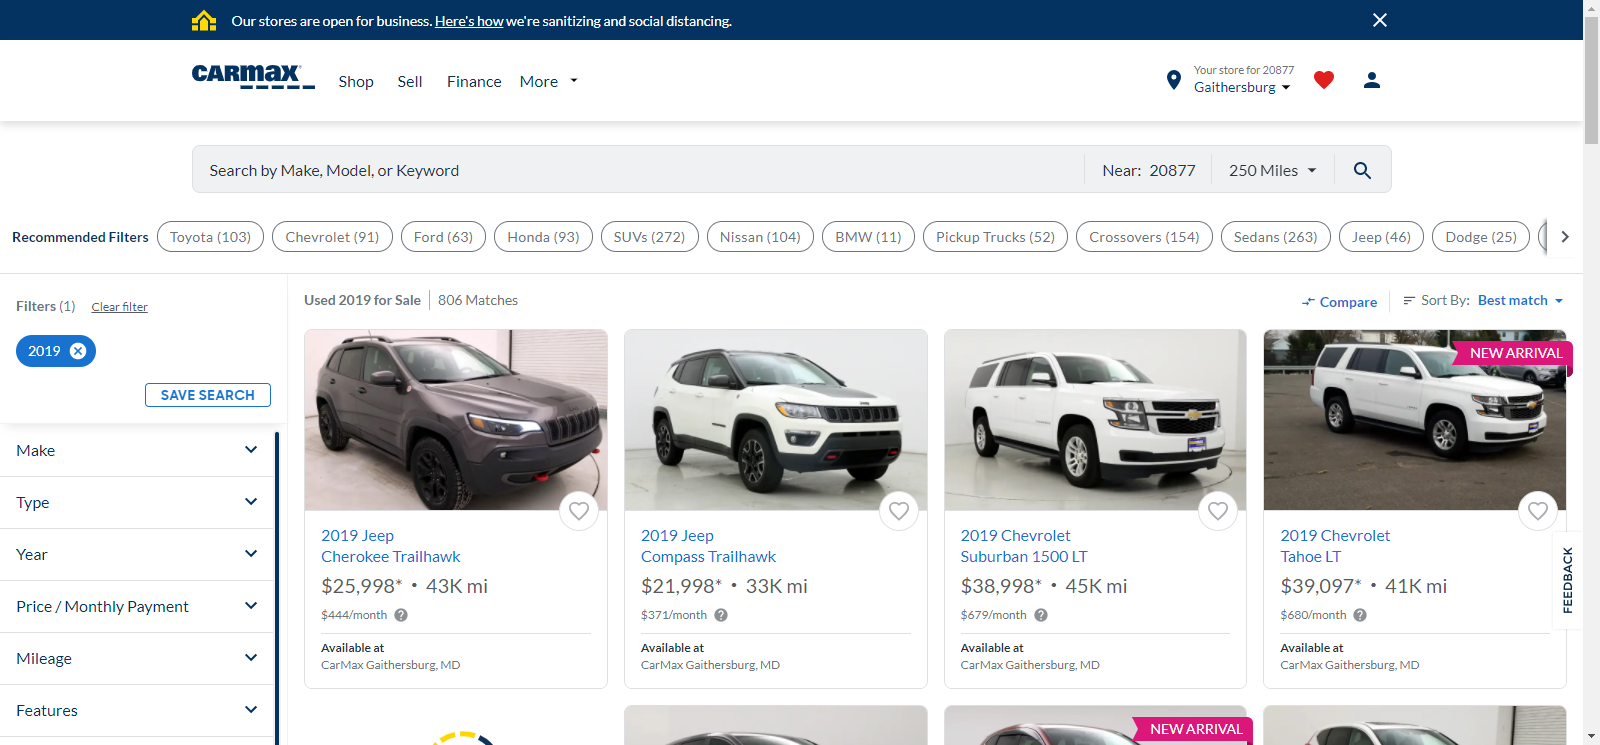 Our stores are open for business. Here's how we're sanitizing and social distancing.
CARMAX
Shop
Sell
Finance
More
Your store for 20877
Gaithersburg
Search by Make, Model, or Keyword
Near: 20877
250 Miles
Recommended Filters
Toyota (103)
Chevrolet (91)
Ford (63)
Honda (93)
SUVs (272)
Nissan (104)
BMW (11)
Pickup Trucks (52)
Crossovers (154)
Sedans (263)
Jeep (46)
Dodge (25)
Filters (1)
Clear filter
2019
SAVE SEARCH
Make
Type
Year
Price / Monthly Payment
Mileage
Features
Used 2019 for Sale
806 Matches
Compare
Sort By: Best match
2019 Jeep
Cherokee Trailhawk
$25,998* • 43K mi
$444/month
Available at
CarMax Gaithersburg, MD
2019 Jeep
Compass Trailhawk
$21,998* • 33K mi
$371/month
Available at
CarMax Gaithersburg, MD
2019 Chevrolet
Suburban 1500 LT
$38,998* • 45K mi
$679/month
Available at
CarMax Gaithersburg, MD
NEW ARRIVAL
2019 Chevrolet
Tahoe LT
$39,097* • 41K mi
$680/month
Available at
CarMax Gaithersburg, MD
FEEDBACK
NEW ARRIVAL